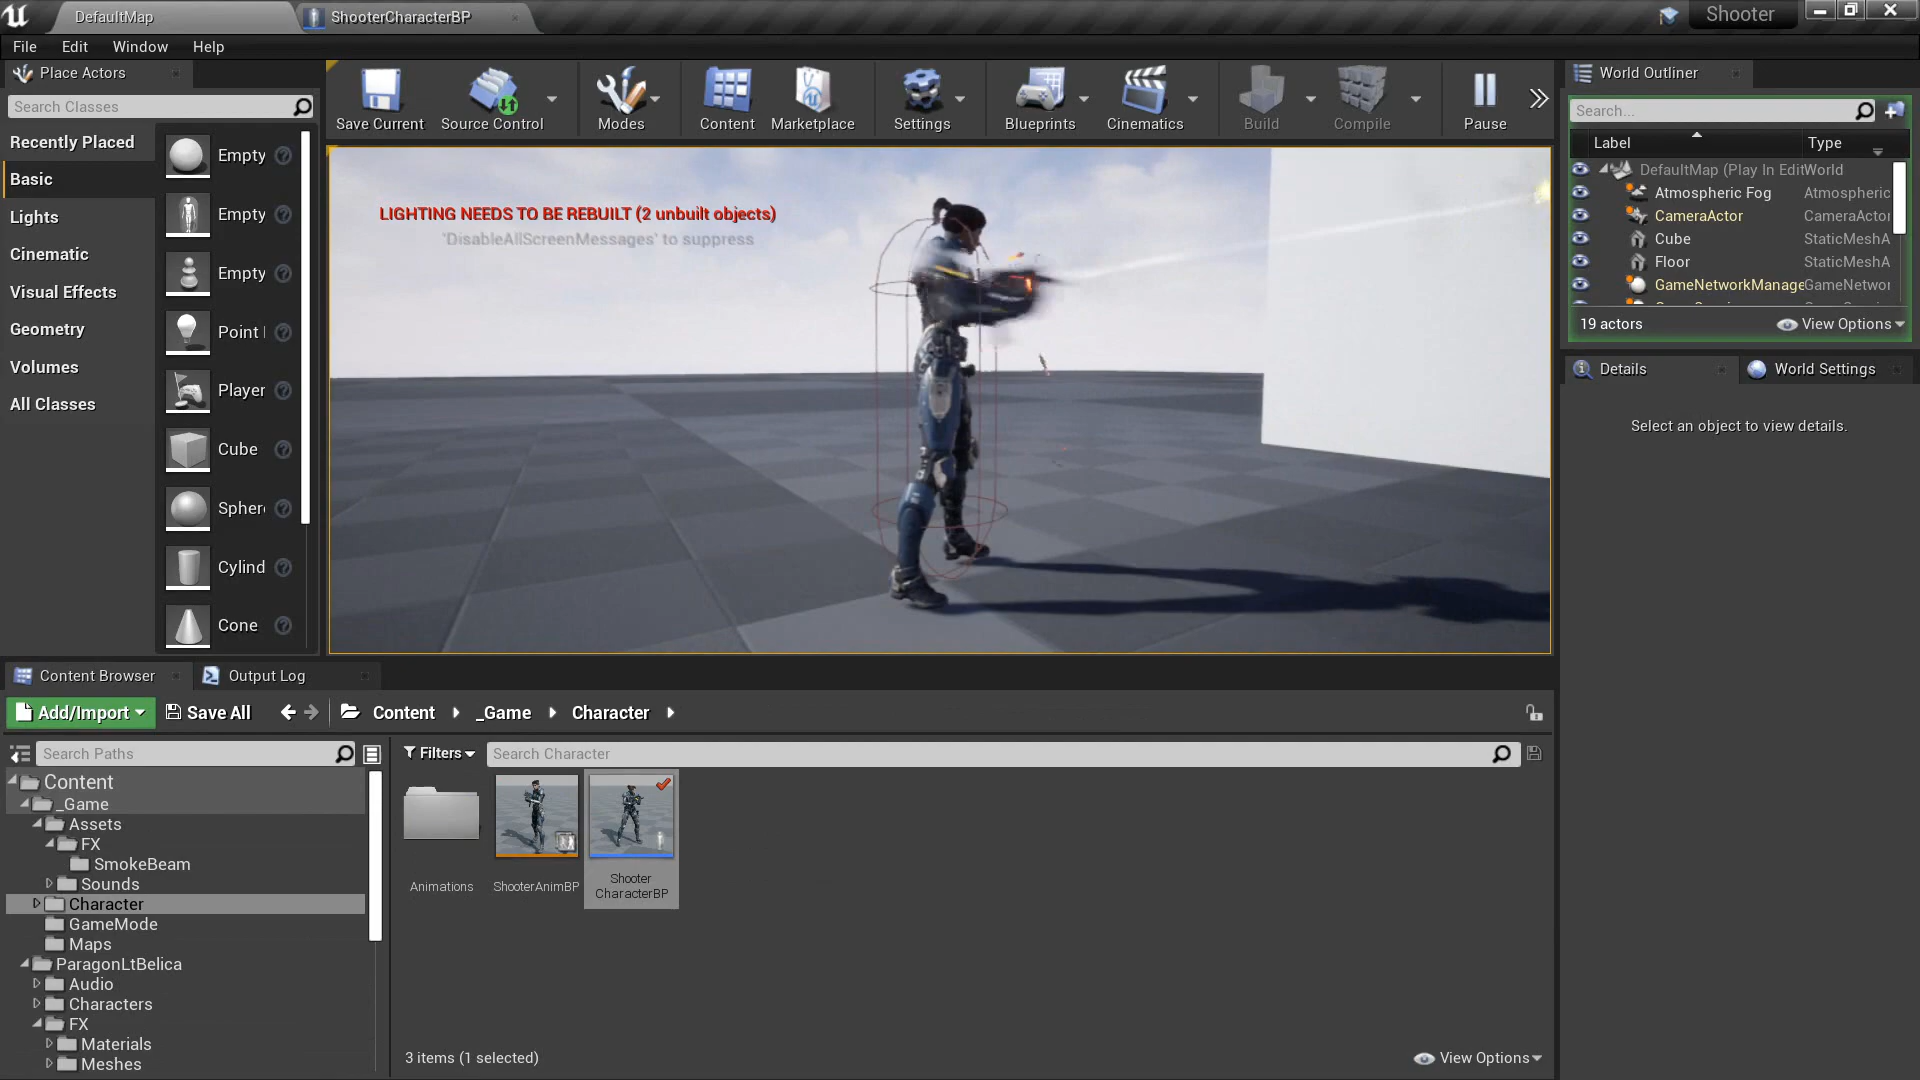 DefaultMap
ShooterCharacterBP
Shooter
File Edit Window Help
Place Actors
Search Classes
Recently Placed
Basic
Lights
Cinematic
Visual Effects
Geometry
Volumes
All Classes
Empty
Empty
Empty
Point
Player
Cube
Spher
Cylind
Cone
Save Current
Source Control
Modes
Content
Marketplace
Settings
Blueprints
Cinematics
Build
Compile
Pause
LIGHTING NEEDS TO BE REBUILT (2 unbuilt objects)
'DisableAllScreenMessages' to suppress
World Outliner
Search...
Label Type
DefaultMap (Play In Edit World
Atmospheric Fog Atmospheric
CameraActor CameraActor
Cube StaticMeshA
Floor StaticMeshA
GameNetworkManage GameNetwor
19 actors
View Options
Details
World Settings
Select an object to view details.
Content Browser
Output Log
Add/Import
Save All
Content
_Game
Character
Search Paths
Filters
Search Character
Content
_Game
Assets
FX
SmokeBeam
Sounds
Character
GameMode
Maps
ParagonLtBelica
Audio
Characters
FX
Materials
Meshes
Animations
ShooterAnimBP
Shooter
CharacterBP
3 items (1 selected)
View Options